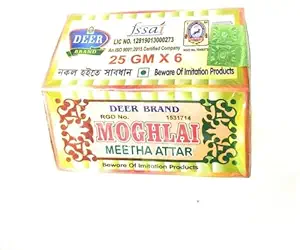 DEER
BRAND
fssai
LIC NO. 12819013000273
An ISO 9001:2015 Certified Company
25 GM X 6
নকল হইতে সাবধান
Beware Of Imitation Products
DEER BRAND
RGD No. 1531714
MOGHLAI
MEETHA ATTAR
Beware Of Imitation Products